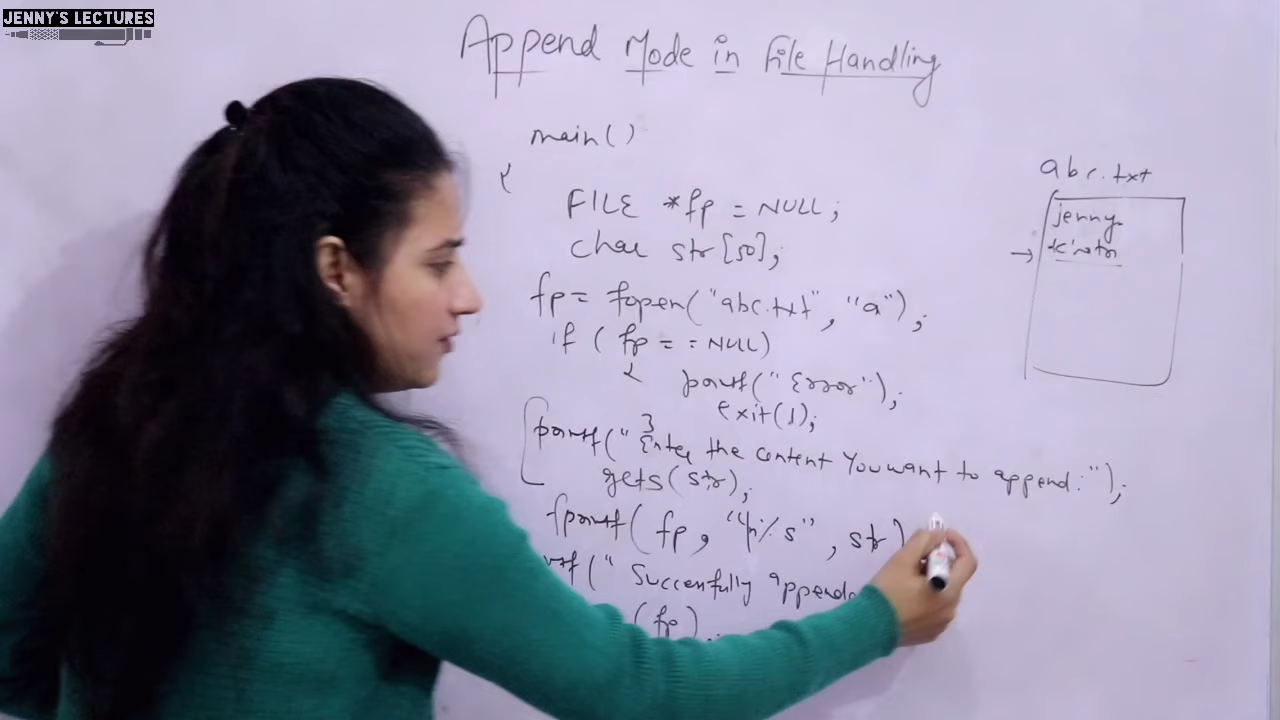 JENNY'S LECTURES
Append Mode in File Handling
main()
{
FILE *fp = NULL;
char str[50];
fp = fopen("abc.txt", "a");
if (fp == NULL)
{ printf("Error");
exit(1);
}
printf("Enter the content You want to append:");
gets(str);
fprintf(fp, "\n%s", str)
("Succenfully append
(fp);
abc.txt
jenny
→